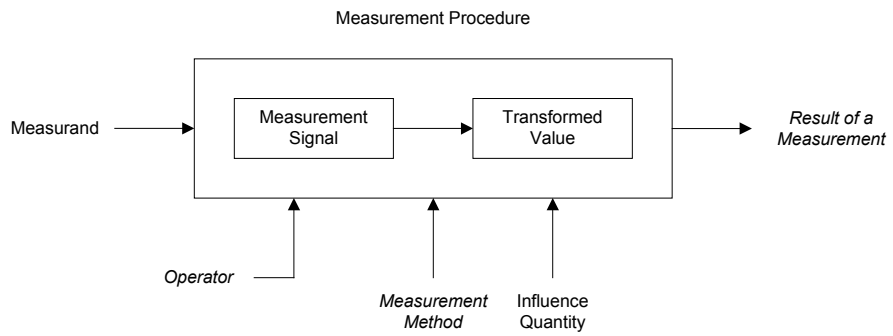 Measurement Procedure
Measurand
Measurement
Signal
Transformed
Value
Result of a
Measurement
Operator
Measurement
Method
Influence
Quantity